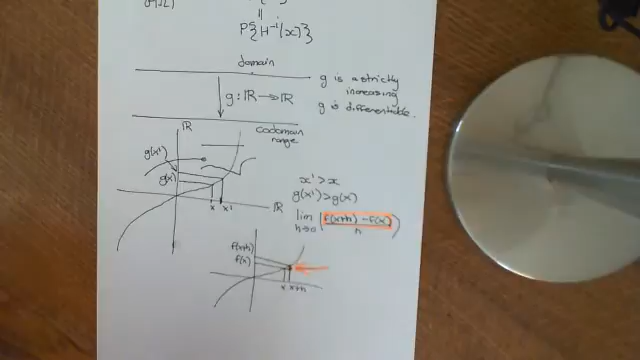 P{H⁻¹(x)}
domain
g is a strictly increasing
g: ℝ → ℝ
g is differentiable.
codomain
range
ℝ
g(x')
g(x)
x x' ℝ
x' > x
g(x') > g(x)
lim h→0 (f(x+h) - f(x) / h)
f(x+h)
f(x)
x x+h